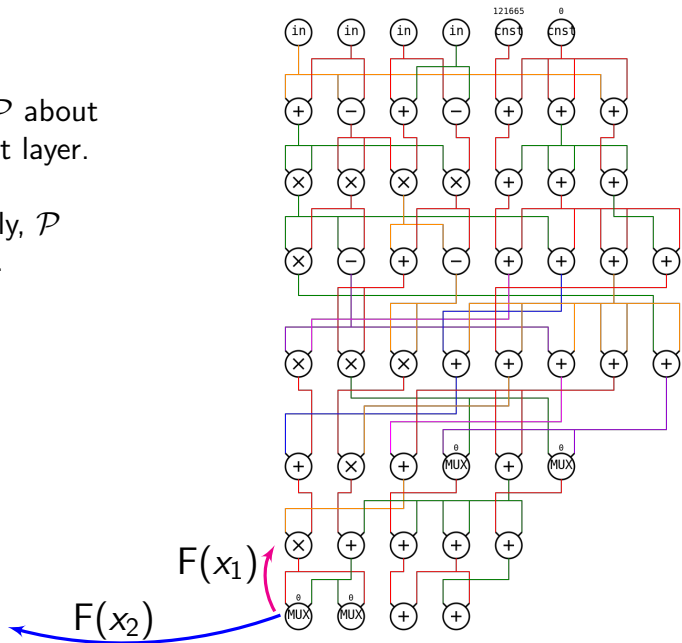 121665 0
in in in in cnst cnst
𝒫 about
+ − + − + + +
t layer.
× × × × + + +
ly, 𝒫
× − + − + + + +
.
× × × + + + + +
0 0
+ × + MUX + MUX
× + + + +
F(x₁)
0 0
MUX MUX + +
F(x₂)